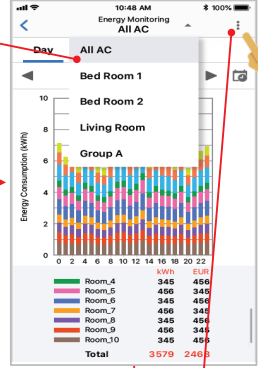 10:48 AM 100%
Energy Monitoring
All AC
Day All AC
Bed Room 1
Bed Room 2
Living Room
Group A
Energy Consumption (kWh)
10
8
6
4
2
0
0 2 4 6 8 10 12 14 16 18 20 22
kWh EUR
Room_4 345 456
Room_5 345 456
Room_6 345 456
Room_7 456 345
Room_8 345 456
Room_9 456 345
Room_10 345 456
Total 3579 2468